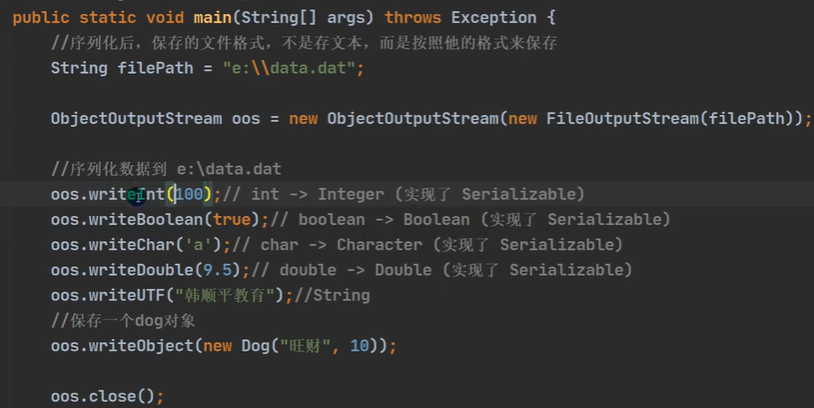 public static void main(String[] args) throws Exception {
//序列化后，保存的文件格式，不是存文本，而是按照他的格式来保存
String filePath = "e:\\data.dat";
ObjectOutputStream oos = new ObjectOutputStream(new FileOutputStream(filePath));
//序列化数据到 e:\data.dat
oos.writeInt(100);// int -> Integer (实现了 Serializable)
oos.writeBoolean(true);// boolean -> Boolean (实现了 Serializable)
oos.writeChar('a');// char -> Character (实现了 Serializable)
oos.writeDouble(9.5);// double -> Double (实现了 Serializable)
oos.writeUTF("韩顺平教育");//String
//保存一个dog对象
oos.writeObject(new Dog("旺财", 10));
oos.close();